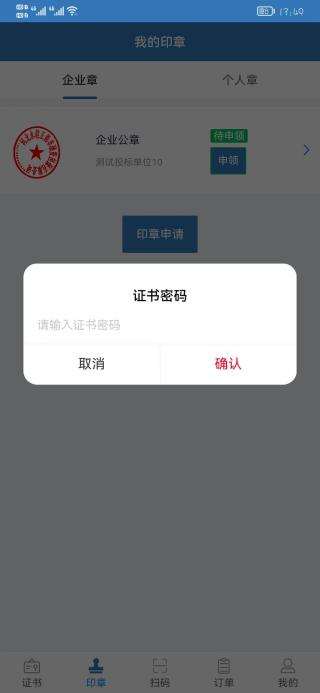 17:49
我的印章
企业章
个人章
企业公章
待申领
测试投标单位10
申领
印章申请
证书密码
请输入证书密码
取消
确认
证书
印章
扫码
订单
我的